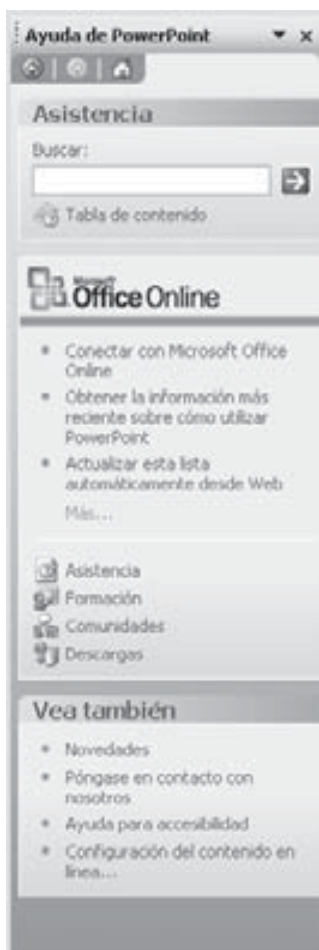 Ayuda de PowerPoint
Asistencia
Buscar:
Tabla de contenido
Microsoft
Office Online
Conectar con Microsoft Office
Online
Obtener la información más
reciente sobre cómo utilizar
PowerPoint
Actualizar esta lista
automáticamente desde Web
Más...
Asistencia
Formación
Comunidades
Descargas
Vea también
Novedades
Póngase en contacto con
nosotros
Ayuda para accesibilidad
Configuración del contenido en
línea...